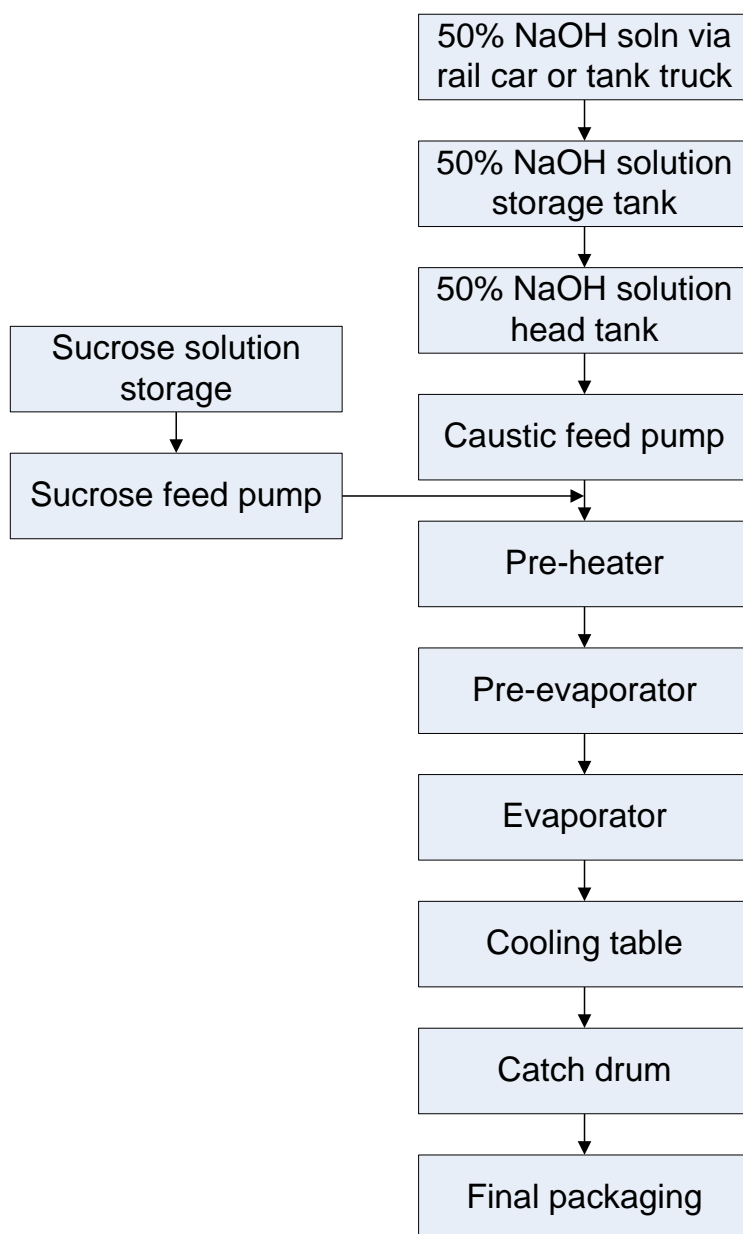 50% NaOH soln via
rail car or tank truck
50% NaOH solution
storage tank
50% NaOH solution
head tank
Sucrose solution
storage
Caustic feed pump
Sucrose feed pump
Pre-heater
Pre-evaporator
Evaporator
Cooling table
Catch drum
Final packaging